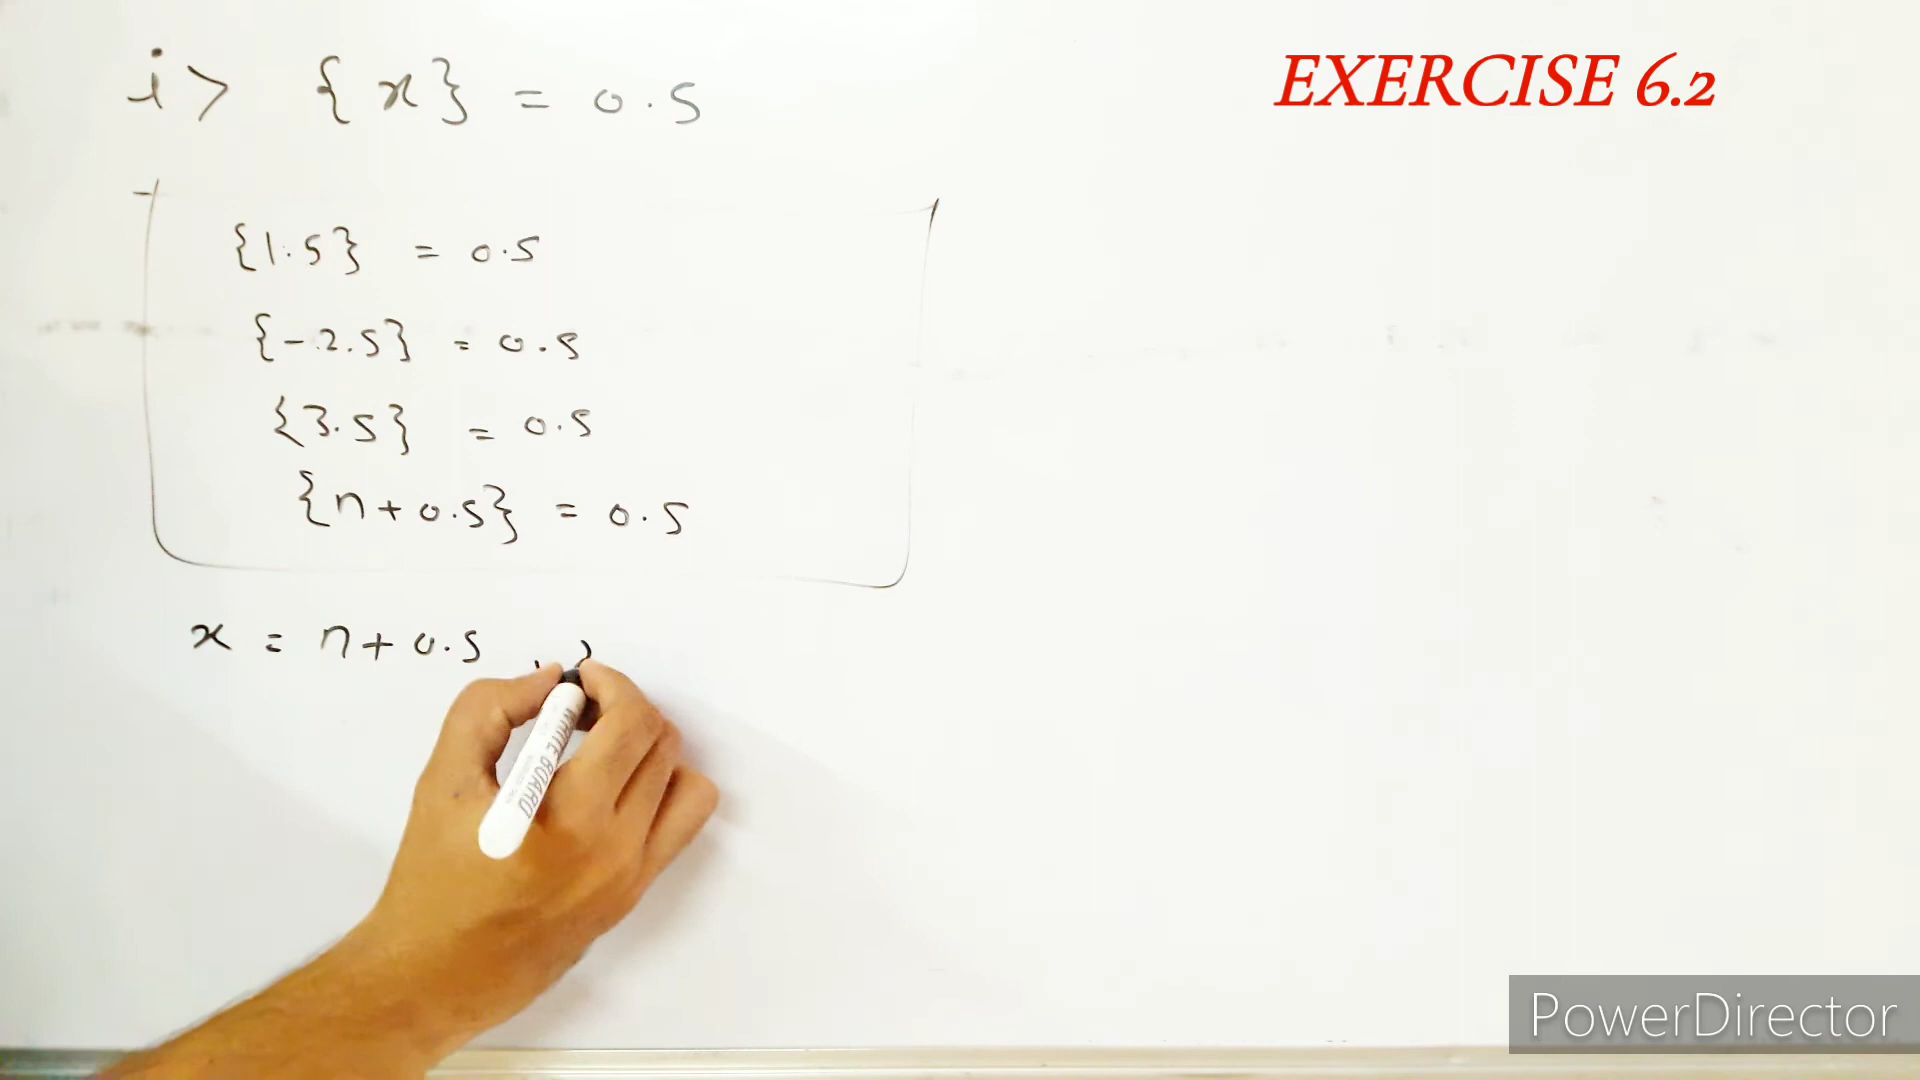 i> {x} = 0.5
EXERCISE 6.2
{1.5} = 0.5
{-2.5} = 0.5
{3.5} = 0.5
{n+0.5} = 0.5
x = n+0.5
WHITE BOARD
PowerDirector